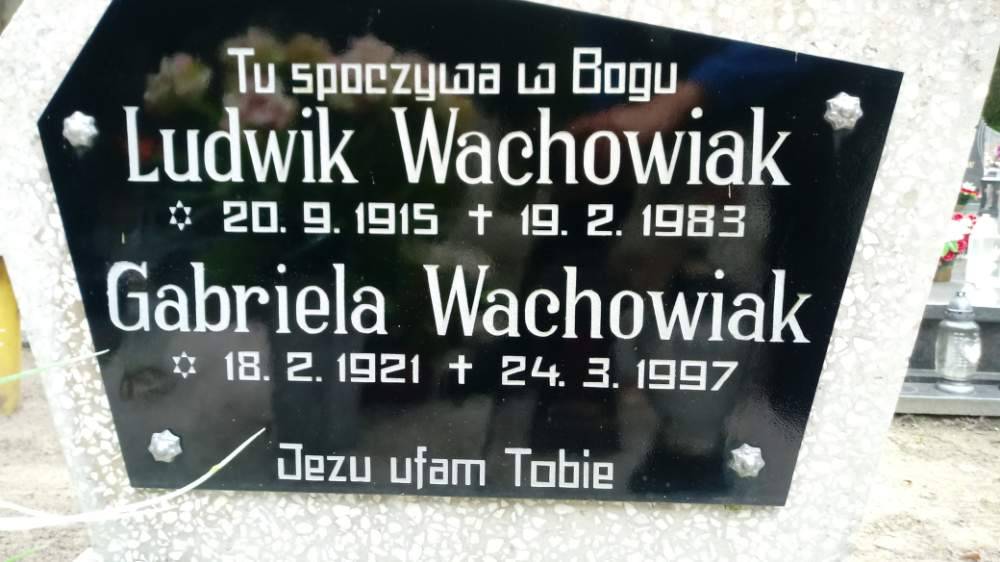 Tu spoczywa w Bogu
Ludwik Wachowiak
✡ 20. 9. 1915 ✝ 19. 2. 1983
Gabriela Wachowiak
✡ 18. 2. 1921 ✝ 24. 3. 1997
Jezu ufam Tobie